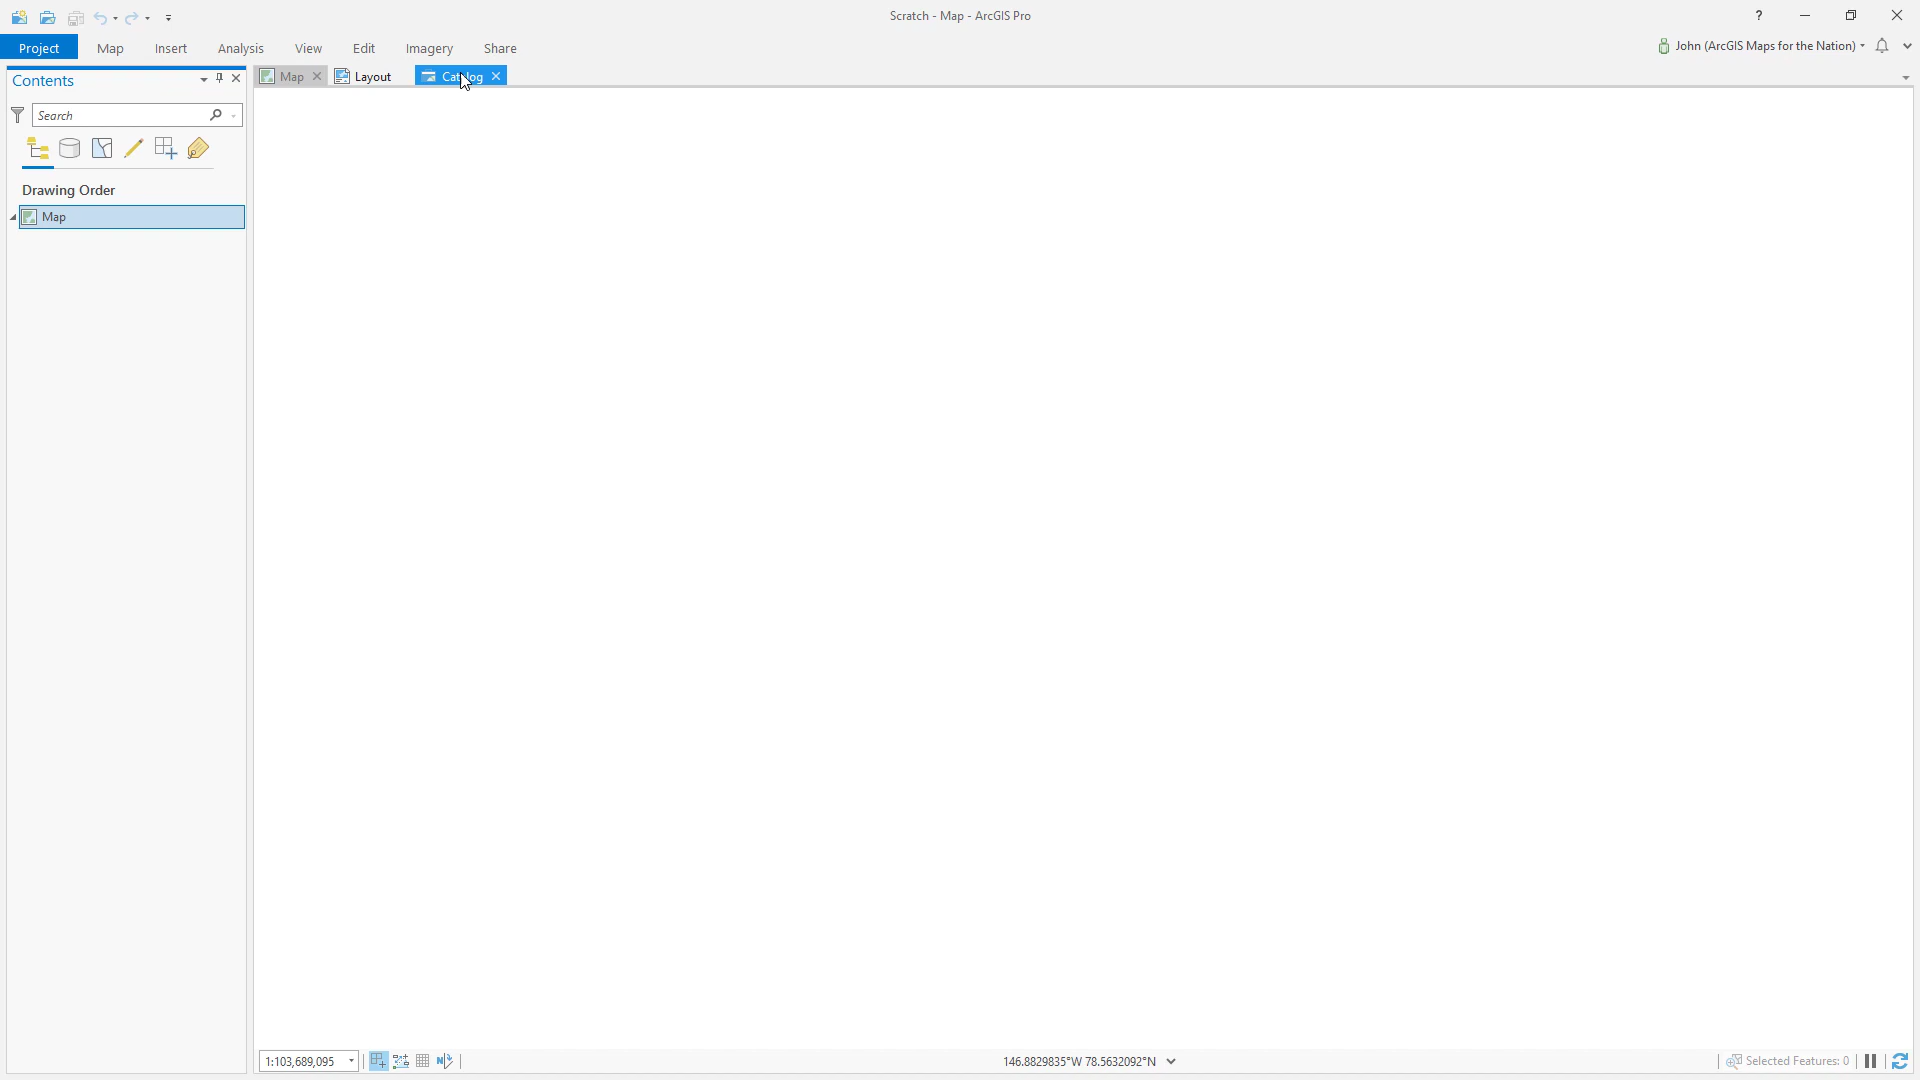 Scratch - Map - ArcGIS Pro
?
Project Map Insert Analysis View Edit Imagery Share
John (ArcGIS Maps for the Nation)
Contents
Map Layout Catalog
Search
Drawing Order
Map
1:103,689,095
146.8829835°W 78.5632092°N
Selected Features: 0